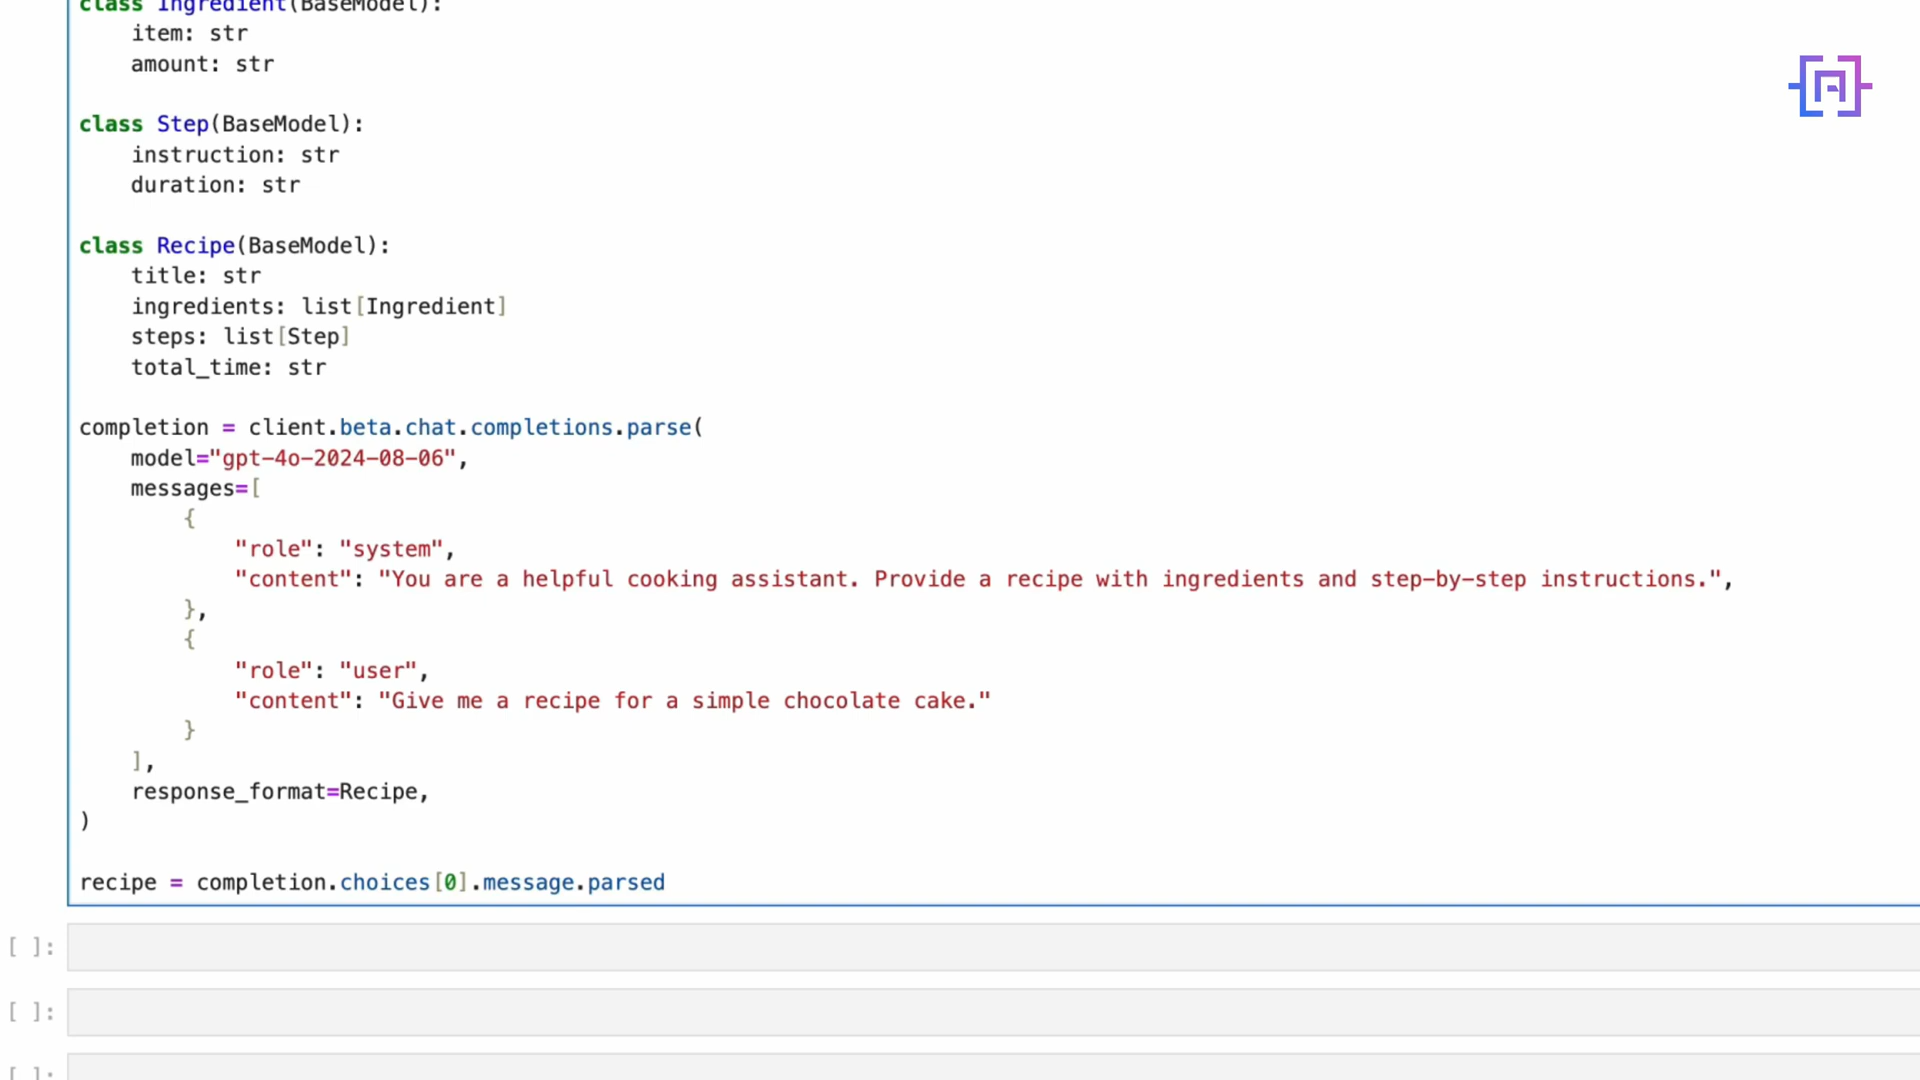 class Ingredient(BaseModel):
    item: str
    amount: str
class Step(BaseModel):
    instruction: str
    duration: str
class Recipe(BaseModel):
    title: str
    ingredients: list[Ingredient]
    steps: list[Step]
    total_time: str
completion = client.beta.chat.completions.parse(
    model="gpt-4o-2024-08-06",
    messages=[
        {
            "role": "system",
            "content": "You are a helpful cooking assistant. Provide a recipe with ingredients and step-by-step instructions.",
        },
        {
            "role": "user",
            "content": "Give me a recipe for a simple chocolate cake."
        }
    ],
    response_format=Recipe,
)
recipe = completion.choices[0].message.parsed
[ ]:
[ ]:
[ ]: